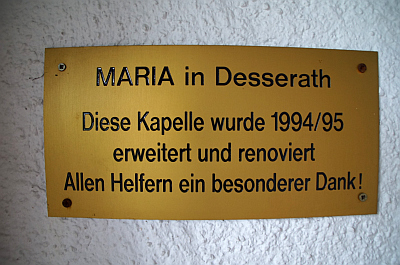 MARIA in Desserath
Diese Kapelle wurde 1994/95
erweitert und renoviert
Allen Helfern ein besonderer Dank!